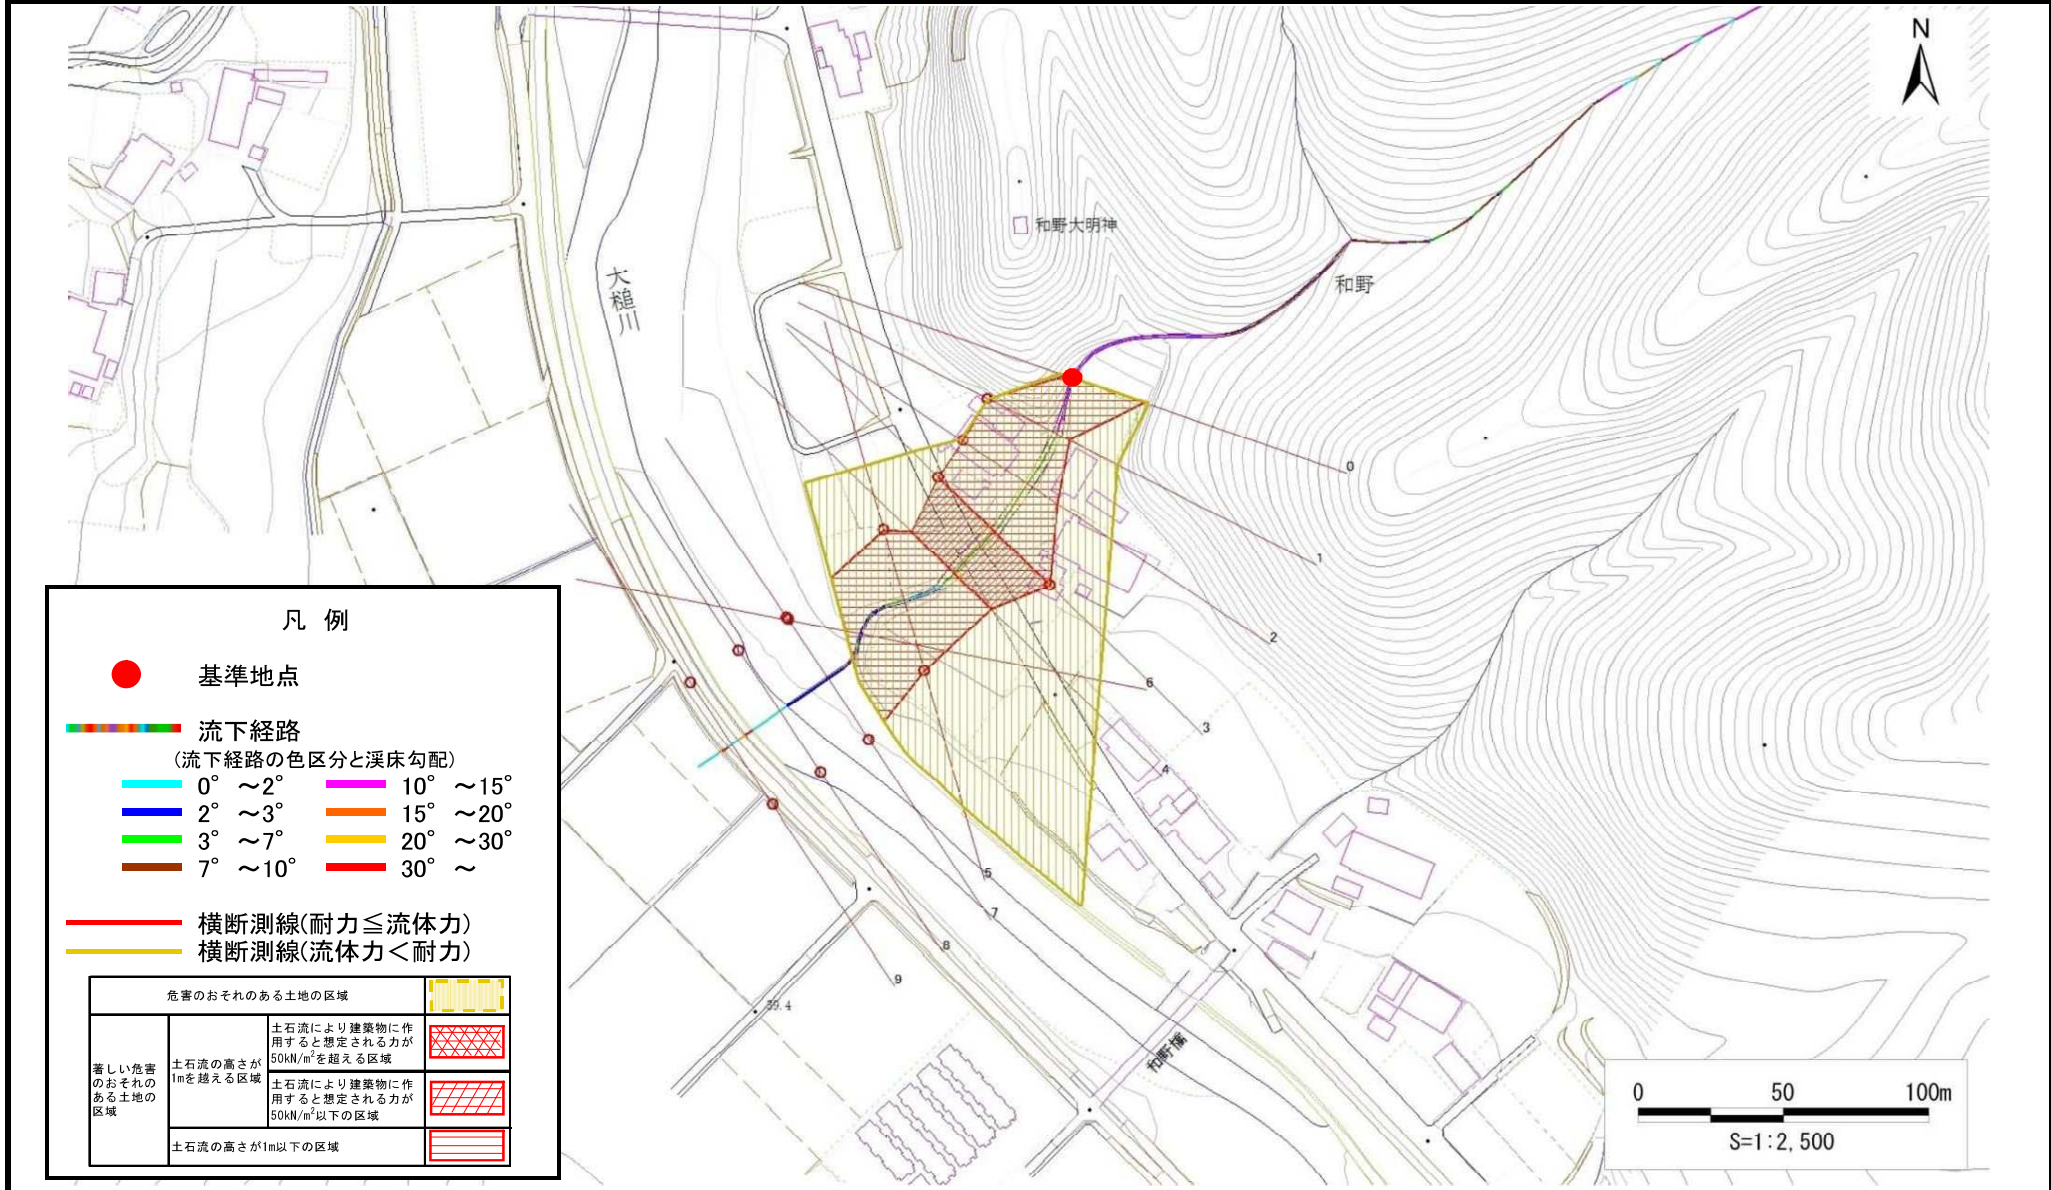 N
和野大明神
和野
大槌川
0
1
2
6
3
4
5
7
8
9
39.4
和野橋
凡 例
基準地点
流下経路
(流下経路の色区分と渓床勾配)
0° ～2° 10° ～15°
2° ～3° 15° ～20°
3° ～7° 20° ～30°
7° ～10° 30° ～
横断測線(耐力≦流体力)
横断測線(流体力＜耐力)
危害のおそれのある土地の区域
著しい危害
のおそれの
ある土地の
区域
土石流の高さが
1mを越える区域
土石流により建築物に作
用すると想定される力が
50kN/m²を超える区域
土石流により建築物に作
用すると想定される力が
50kN/m²以下の区域
土石流の高さが1m以下の区域
0 50 100m
S=1:2,500